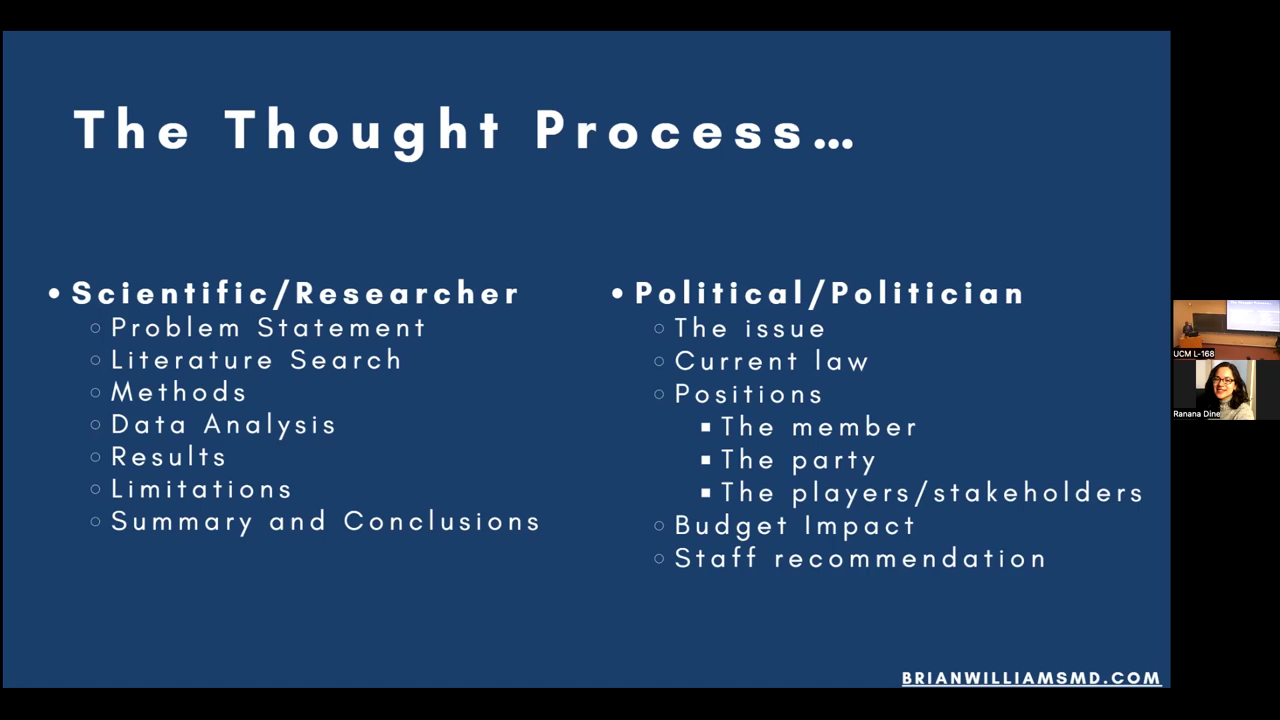 The Thought Process...
• Scientific/Researcher
○ Problem Statement
○ Literature Search
○ Methods
○ Data Analysis
○ Results
○ Limitations
○ Summary and Conclusions
• Political/Politician
○ The issue
○ Current law
○ Positions
▪ The member
▪ The party
▪ The players/stakeholders
○ Budget Impact
○ Staff recommendation
BRIANWILLIAMSMD.COM
UCM L-168
Ranana Dine